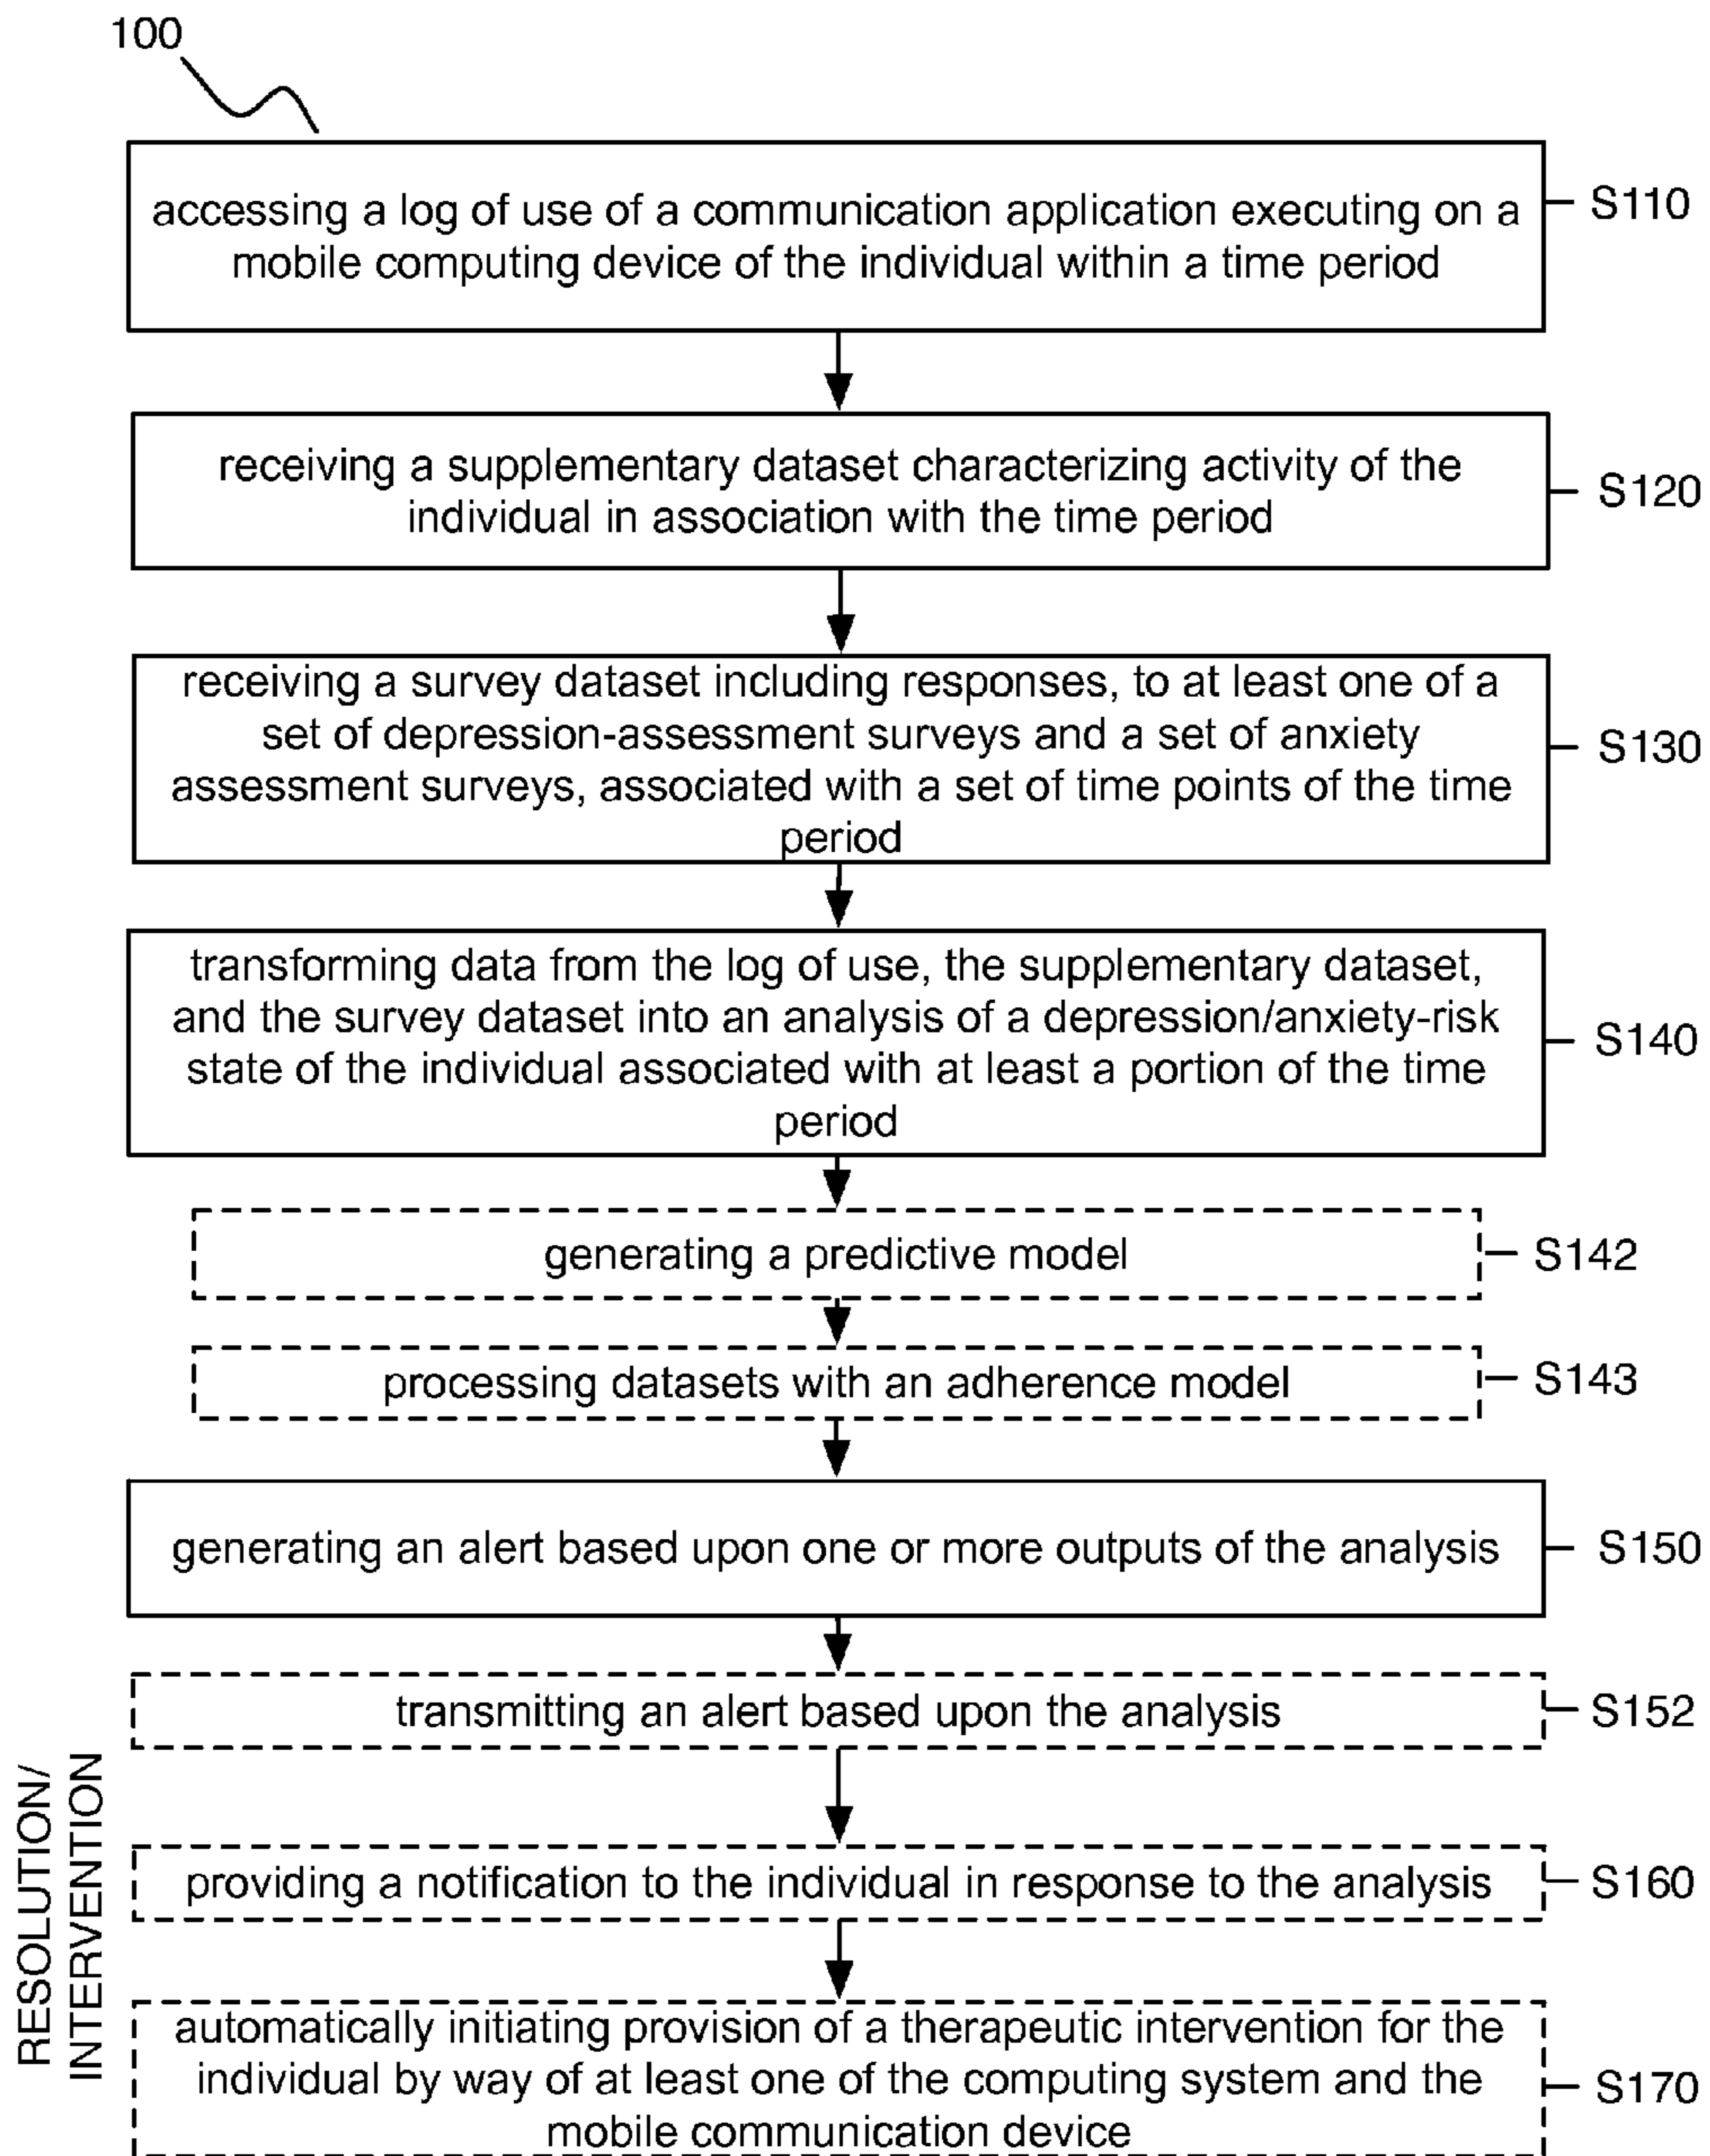 100
accessing a log of use of a communication application executing on a
mobile computing device of the individual within a time period
S110
receiving a supplementary dataset characterizing activity of the
individual in association with the time period
S120
receiving a survey dataset including responses, to at least one of a
set of depression-assessment surveys and a set of anxiety
assessment surveys, associated with a set of time points of the time
period
S130
transforming data from the log of use, the supplementary dataset,
and the survey dataset into an analysis of a depression/anxiety-risk
state of the individual associated with at least a portion of the time
period
S140
generating a predictive model
S142
processing datasets with an adherence model
S143
generating an alert based upon one or more outputs of the analysis
S150
transmitting an alert based upon the analysis
S152
RESOLUTION/
INTERVENTION
providing a notification to the individual in response to the analysis
S160
automatically initiating provision of a therapeutic intervention for the
individual by way of at least one of the computing system and the
mobile communication device
S170